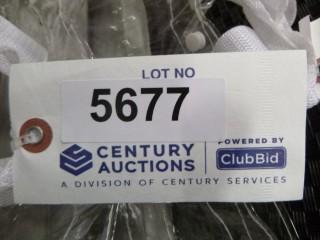 LOT NO
5677
CENTURY AUCTIONS
POWERED BY
ClubBid
A DIVISION OF CENTURY SERVICES